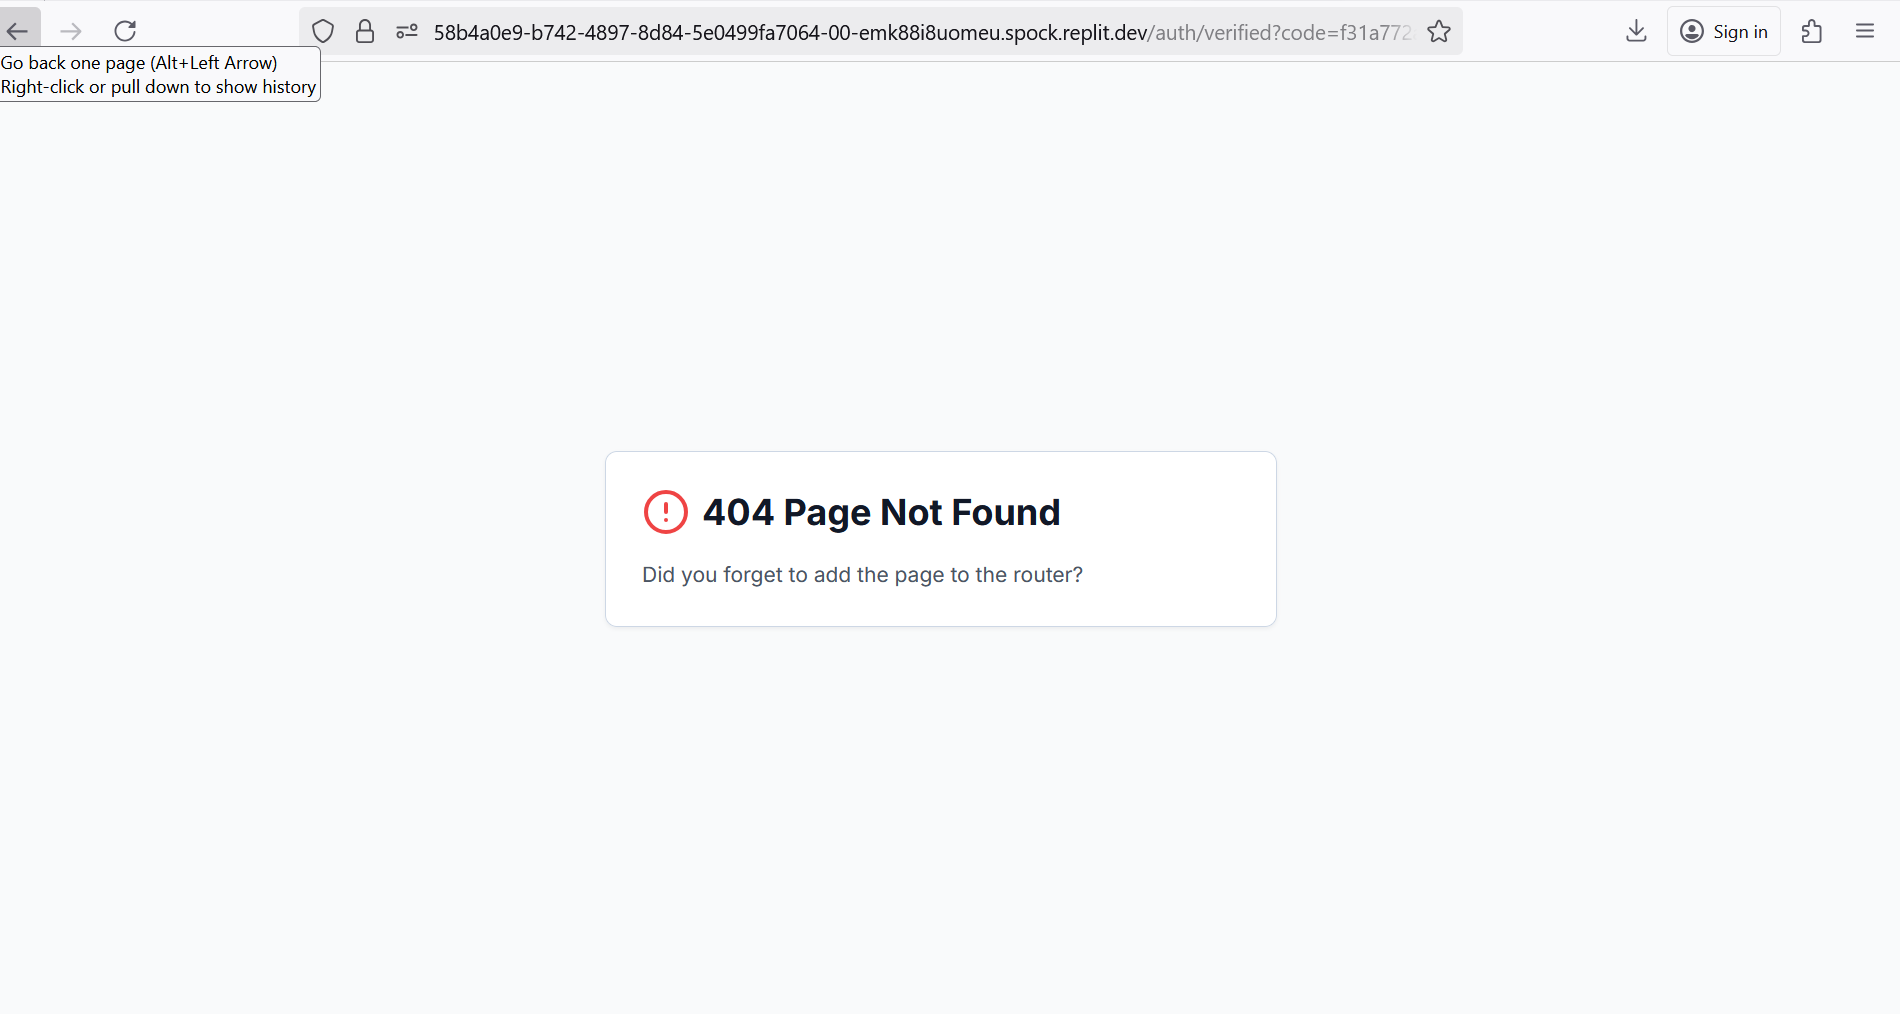 58b4a0e9-b742-4897-8d84-5e0499fa7064-00-emk88i8uomeu.spock.replit.dev/auth/verified?code=f31a772
Sign in
Go back one page (Alt+Left Arrow)
Right-click or pull down to show history
404 Page Not Found
Did you forget to add the page to the router?